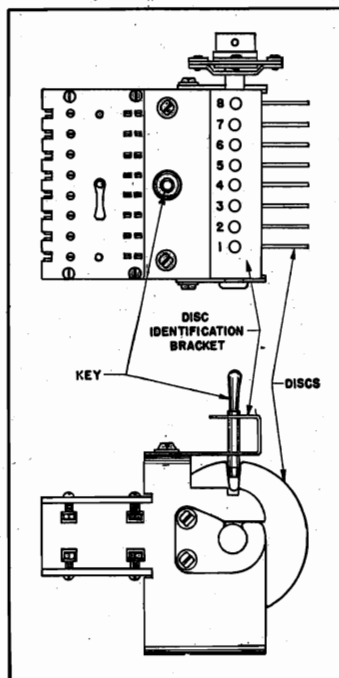 8
7
6
5
4
3
2
1
DISC
IDENTIFICATION
BRACKET
KEY
DISCS